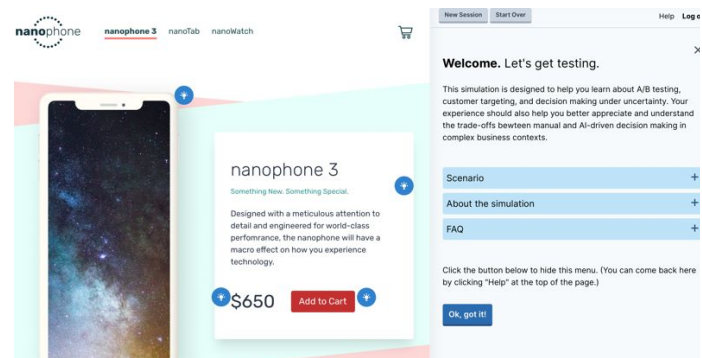 nanophone
nanophone 3 nanoTab nanoWatch
nanophone 3
Something New. Something Special.
Designed with a meticulous attention to
detail and engineered for world-class
perfomrance, the nanophone will have a
macro effect on how you experience
technology.
$650 Add to Cart
New Session Start Over Help Log o
Welcome. Let's get testing.
This simulation is designed to help you learn about A/B testing,
customer targeting, and decision making under uncertainty. Your
experience should also help you better appreciate and understand
the trade-offs bewteen manual and AI-driven decision making in
complex business contexts.
Scenario
About the simulation
FAQ
Click the button below to hide this menu. (You can come back here
by clicking "Help" at the top of the page.)
Ok, got it!